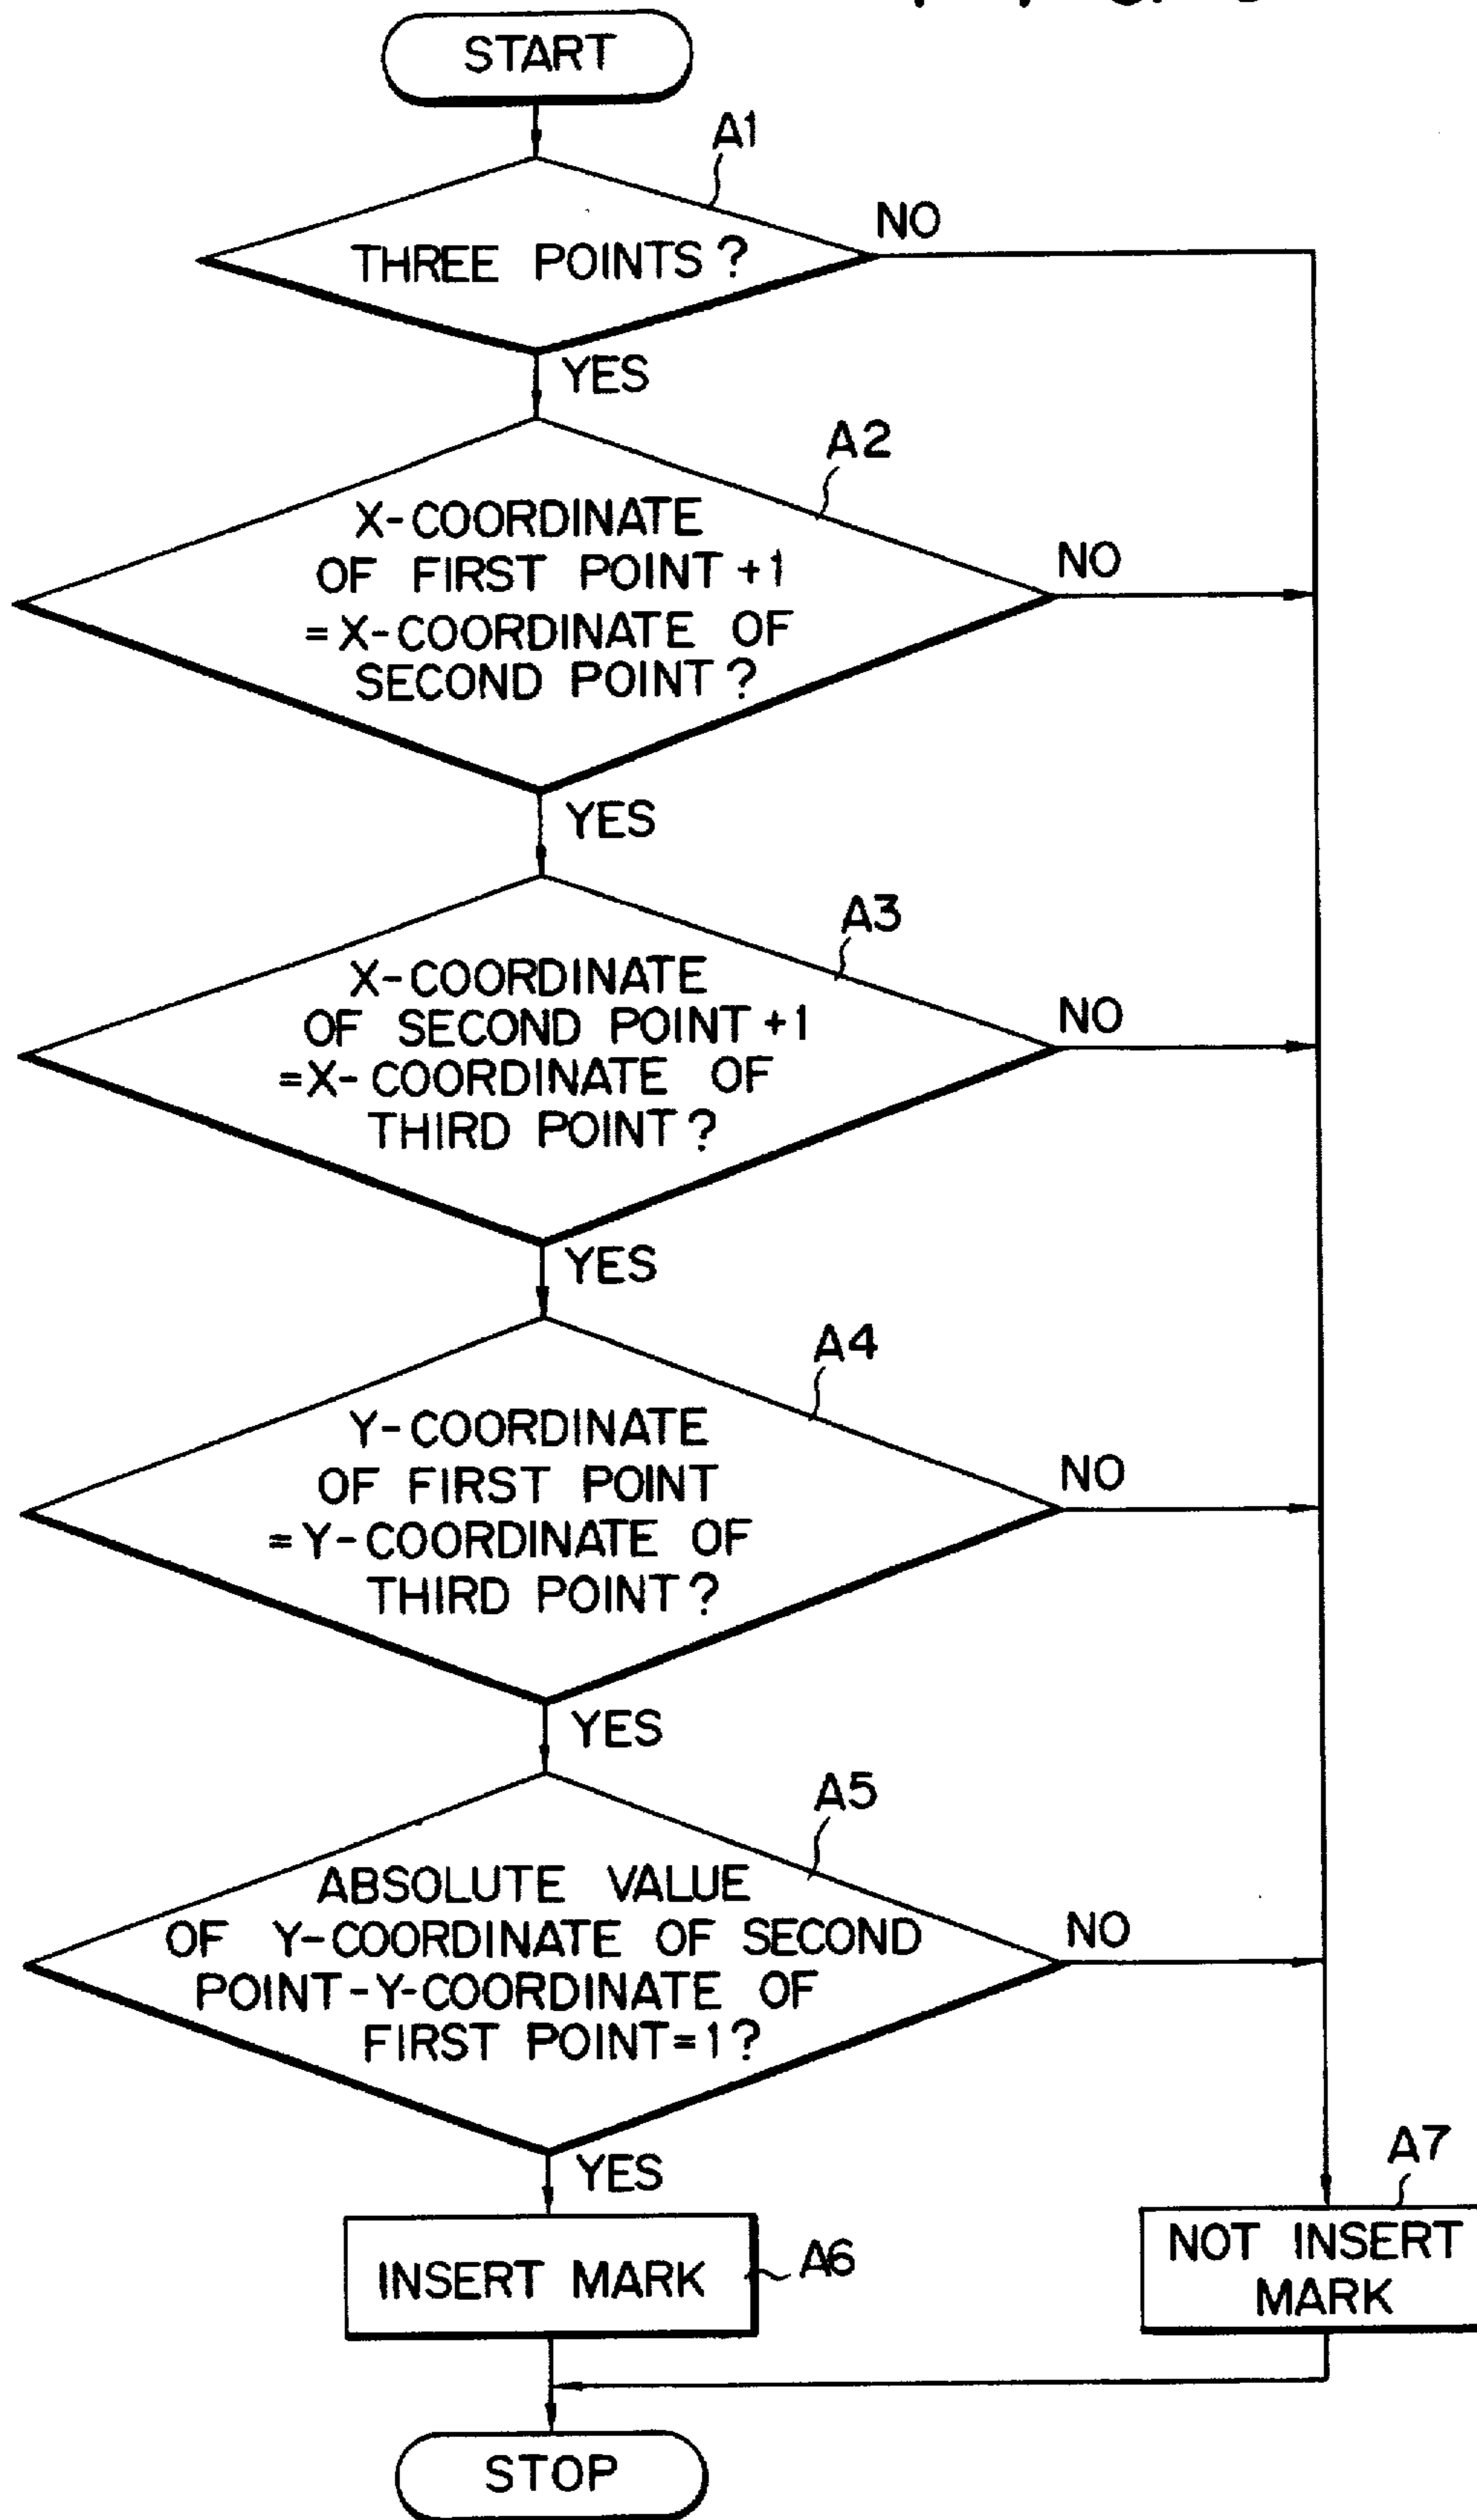 START
A1
THREE POINTS?
NO
YES
A2
X-COORDINATE
OF FIRST POINT +1
=X-COORDINATE OF
SECOND POINT?
NO
YES
A3
X-COORDINATE
OF SECOND POINT +1
=X-COORDINATE OF
THIRD POINT?
NO
YES
A4
Y-COORDINATE
OF FIRST POINT
=Y-COORDINATE OF
THIRD POINT?
NO
YES
A5
ABSOLUTE VALUE
OF Y-COORDINATE OF SECOND
POINT-Y-COORDINATE OF
FIRST POINT=1?
NO
YES
A7
INSERT MARK
A6
NOT INSERT
MARK
STOP